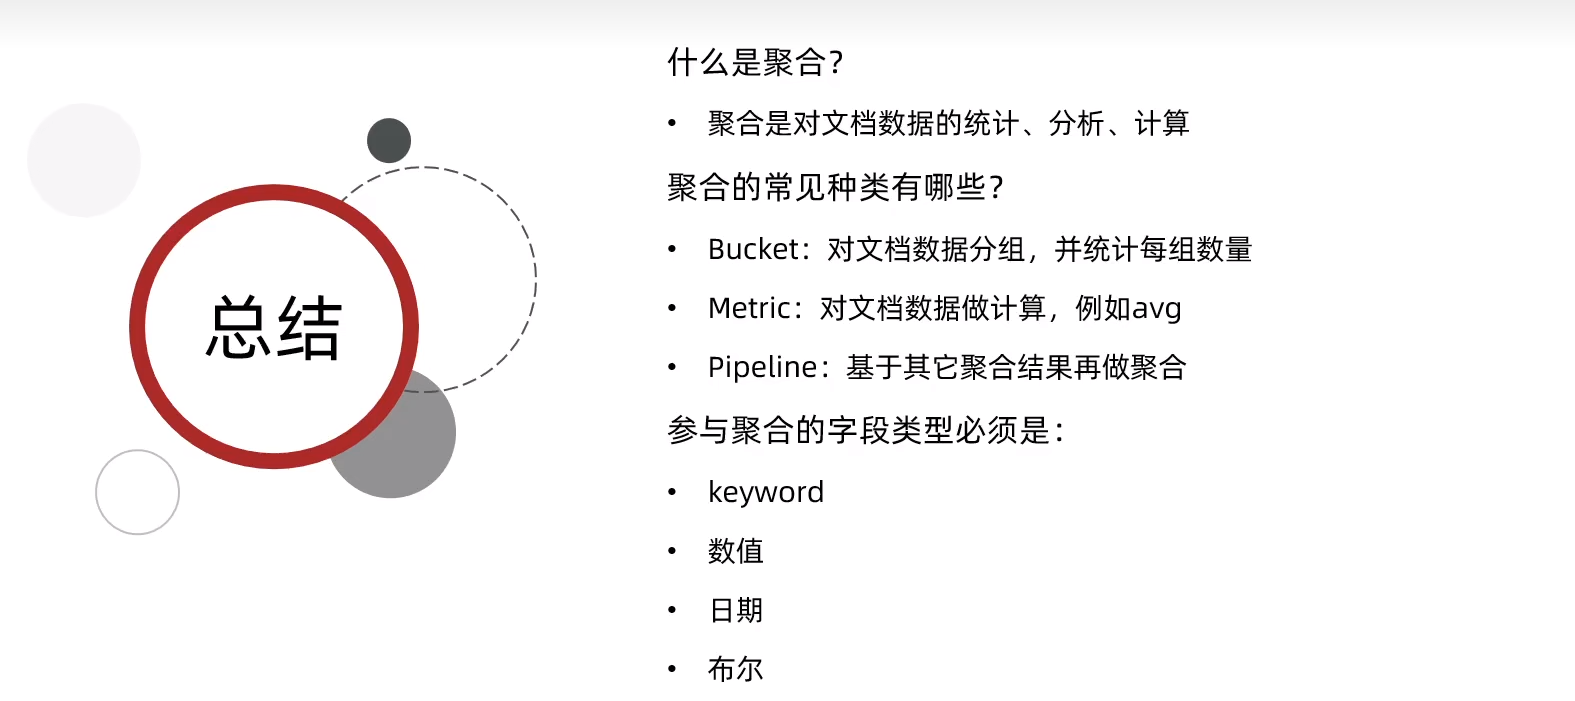 总结
什么是聚合？
• 聚合是对文档数据的统计、分析、计算
聚合的常见种类有哪些？
• Bucket：对文档数据分组，并统计每组数量
• Metric：对文档数据做计算，例如avg
• Pipeline：基于其它聚合结果再做聚合
参与聚合的字段类型必须是：
• keyword
• 数值
• 日期
• 布尔